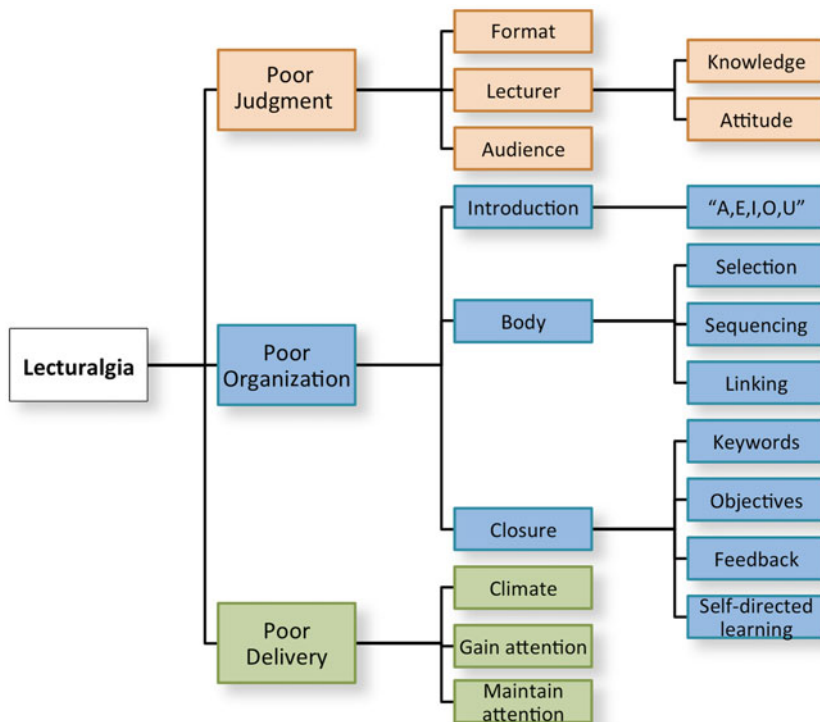 Lecturalgia
Poor
Judgment
Format
Lecturer
Knowledge
Attitude
Audience
Poor
Organization
Introduction
“A,E,I,O,U”
Body
Selection
Sequencing
Linking
Closure
Keywords
Objectives
Feedback
Self-directed
learning
Poor
Delivery
Climate
Gain attention
Maintain
attention